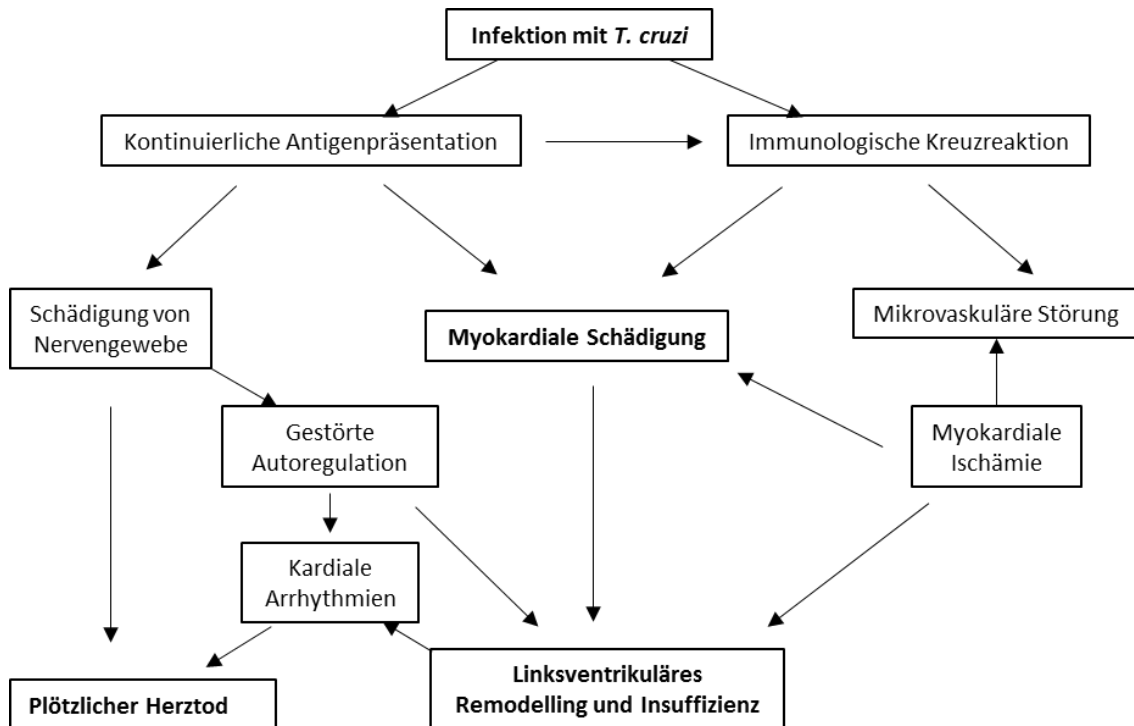 Infektion mit T. cruzi
Kontinuierliche Antigenpräsentation
Immunologische Kreuzreaktion
Schädigung von
Nervengewebe
Myokardiale Schädigung
Mikrovaskuläre Störung
Gestörte
Autoregulation
Myokardiale
Ischämie
Kardiale
Arrhythmien
Linksventrikuläres
Remodelling und Insuffizienz
Plötzlicher Herztod